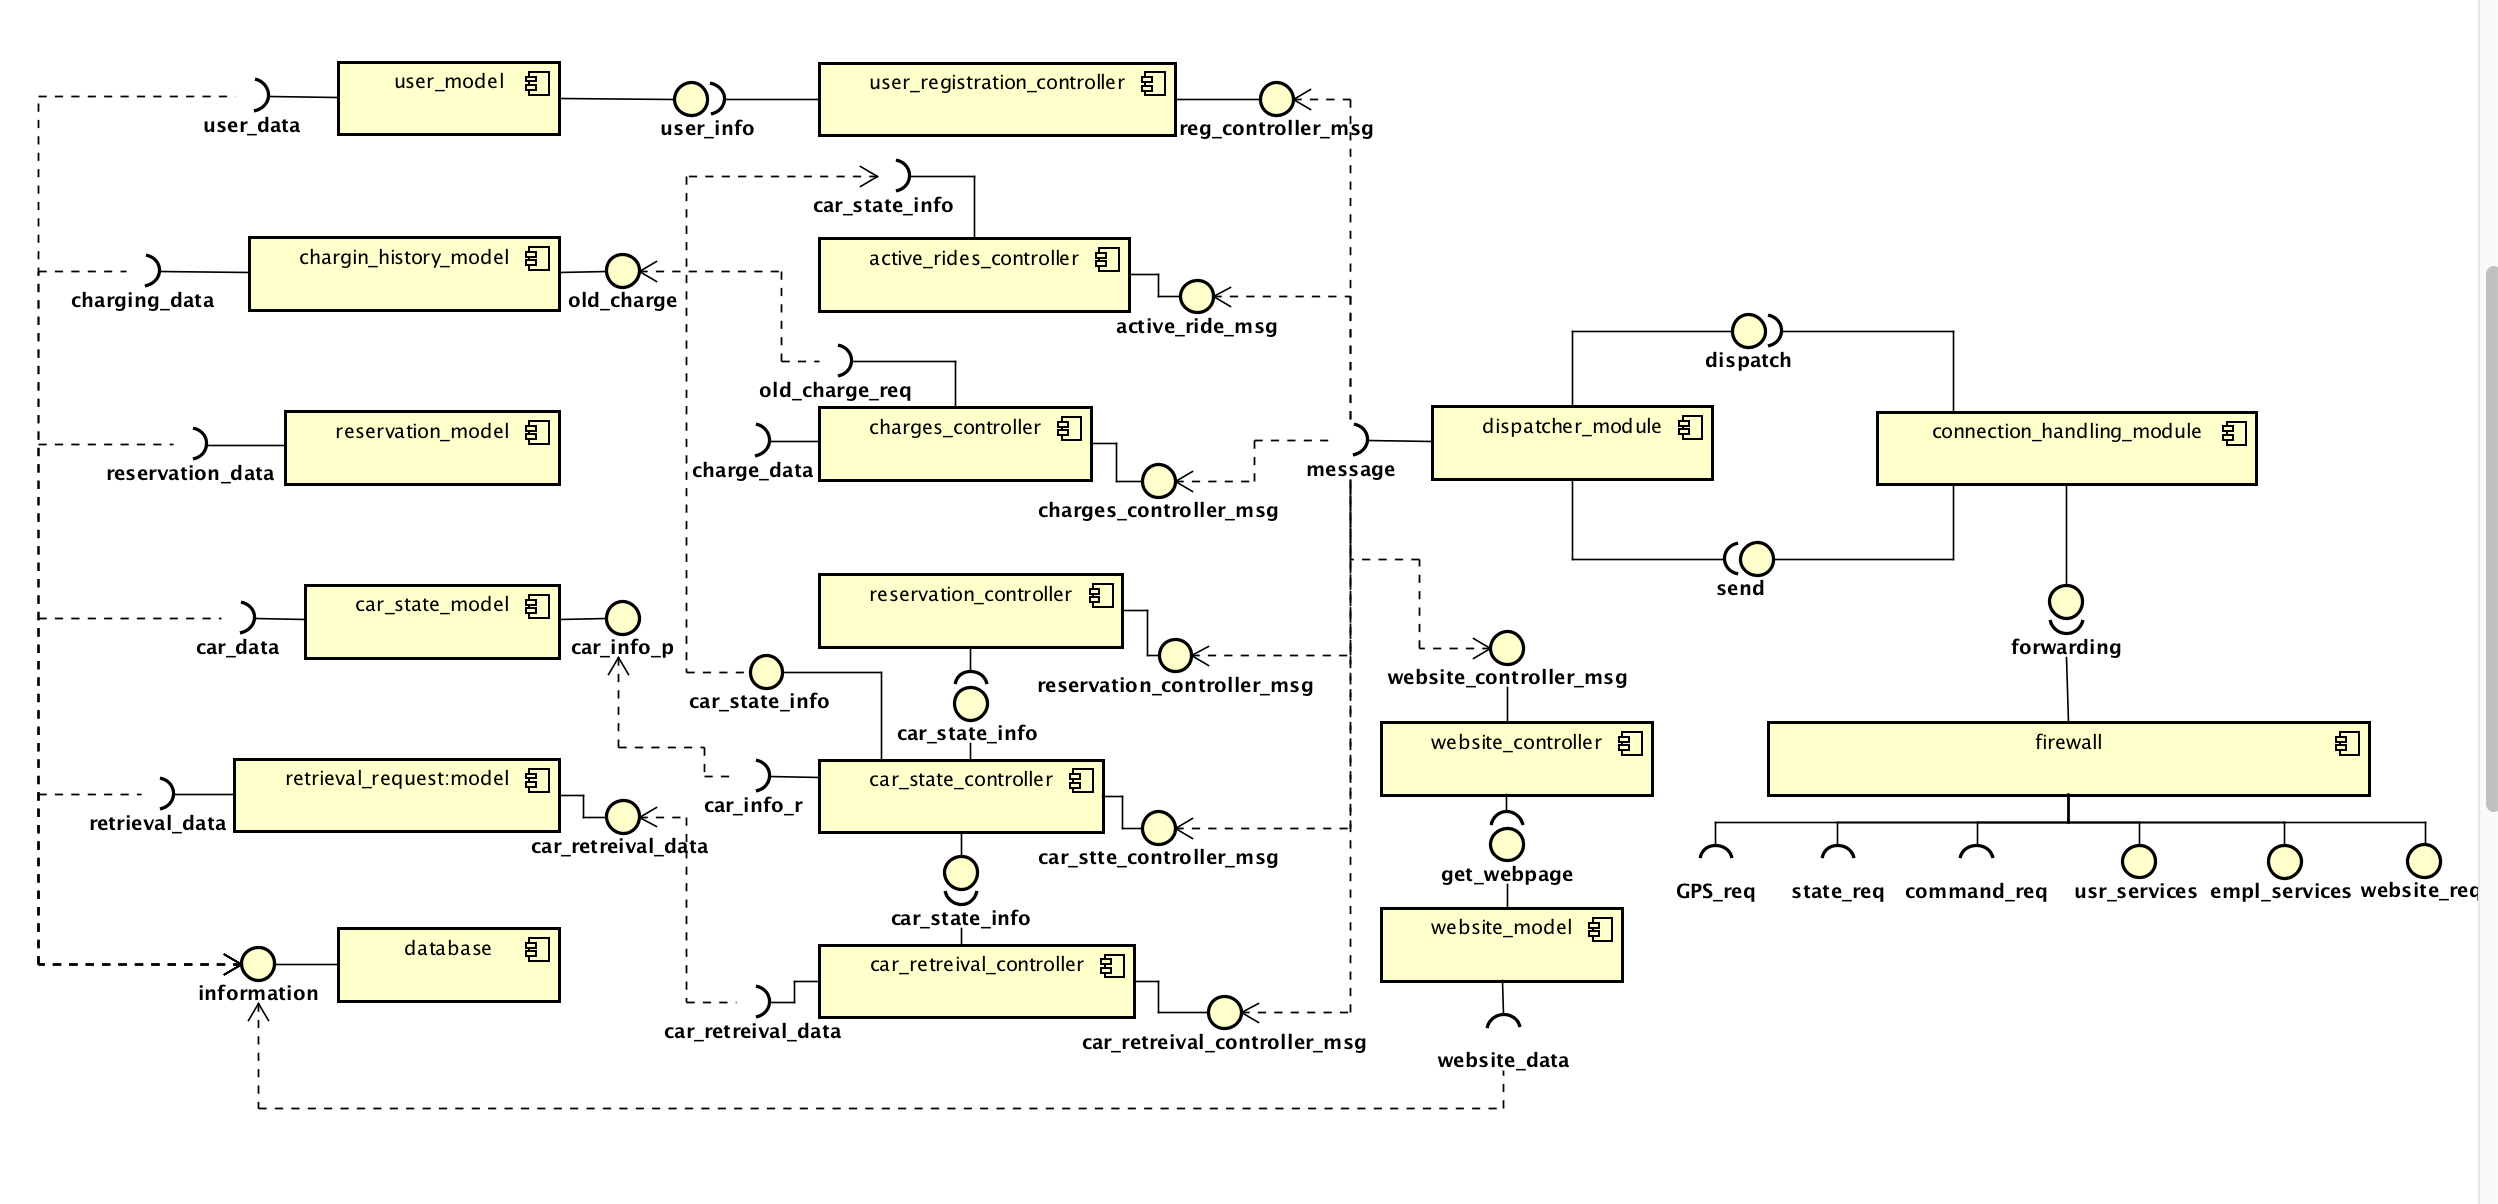 user_model
user_registration_controller
user_data
user_info
reg_controller_msg
car_state_info
chargin_history_model
active_rides_controller
charging_data
old_charge
active_ride_msg
dispatch
old_charge_req
reservation_model
charges_controller
dispatcher_module
connection_handling_module
reservation_data
charge_data
message
charges_controller_msg
send
car_state_model
reservation_controller
car_data
car_info_p
forwarding
reservation_controller_msg
website_controller_msg
car_state_info
car_state_info
website_controller
firewall
retrieval_request:model
car_state_controller
car_info_r
retrieval_data
car_retreival_data
car_stte_controller_msg
get_webpage
GPS_req
state_req
command_req
usr_services
empl_services
website_req
car_state_info
website_model
database
car_retreival_controller
information
car_retreival_data
car_retreival_controller_msg
website_data